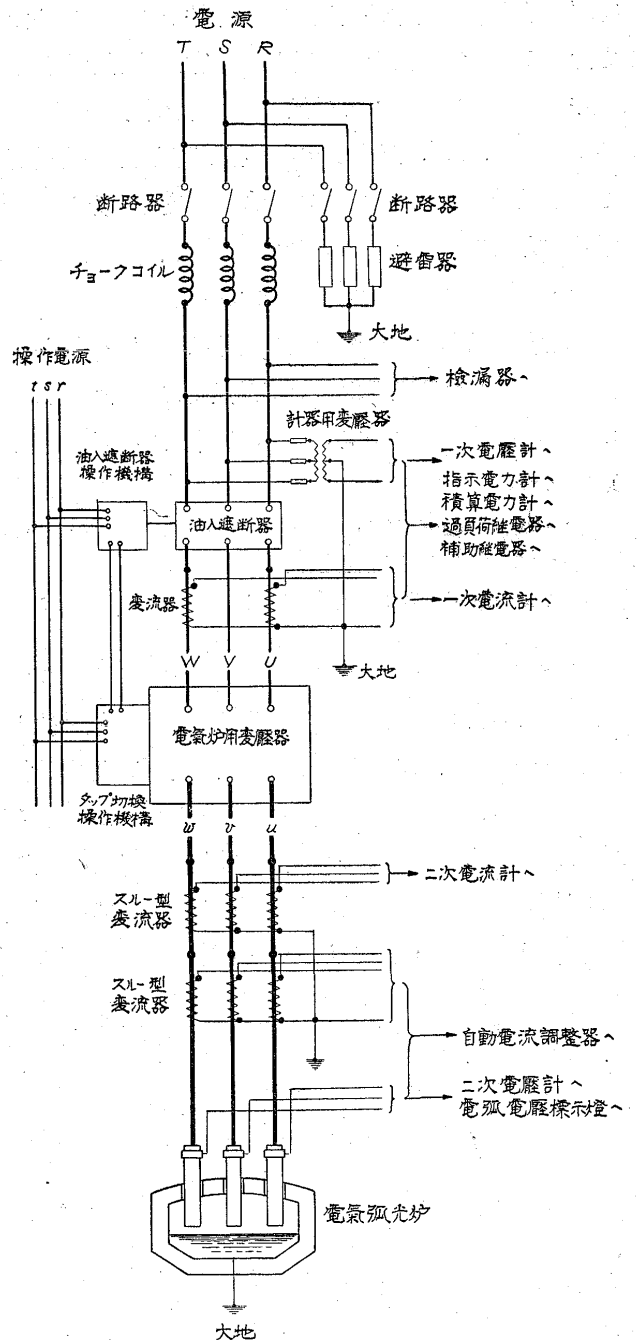 電源
T S R
断路器
断路器
チョークコイル
避雷器
大地
操作電源
t s r
検漏器へ
計器用変壓器
一次電壓計へ
指示電力計へ
積算電力計へ
過負荷継電器へ
補助継電器へ
油入遮断器
操作機構
油入遮断器
変流器
一次電流計へ
W V U
大地
電氣炉用変壓器
タップ切換
操作機構
w v u
二次電流計へ
スルー型
変流器
スルー型
変流器
自動電流調整器へ
二次電壓計へ
電弧電壓標示燈へ
電氣弧光炉
大地